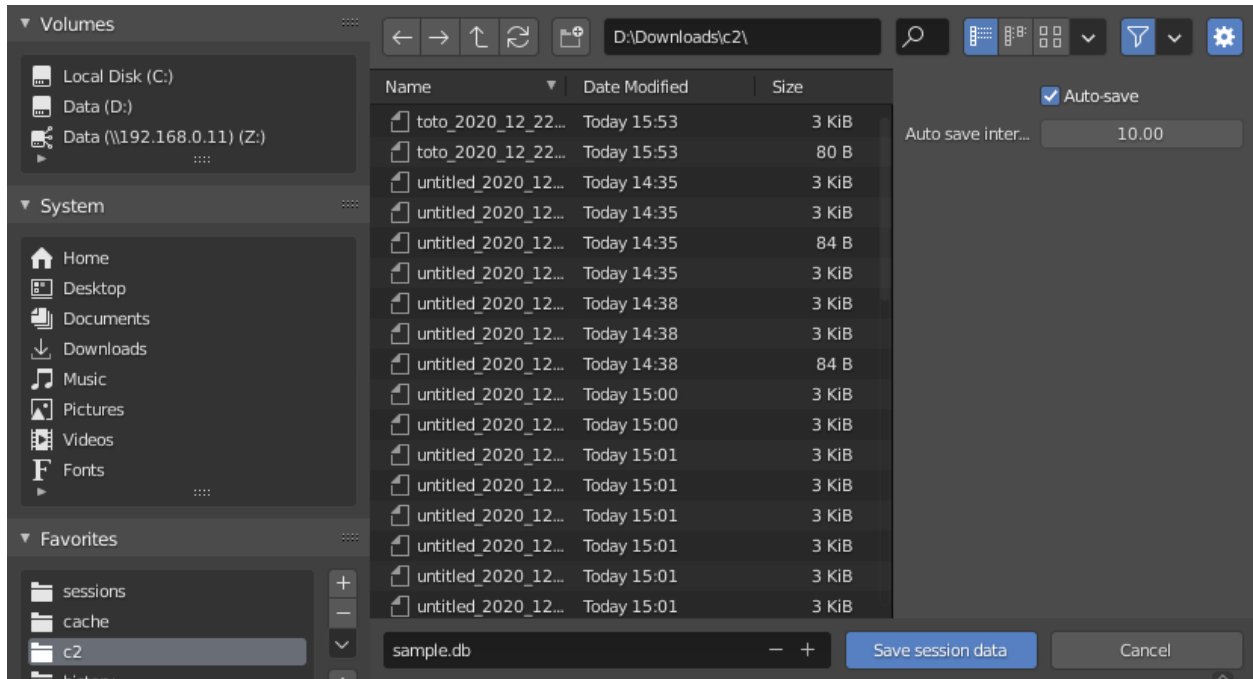 Volumes
Local Disk (C:)
Data (D:)
Data (\\192.168.0.11) (Z:)
System
Home
Desktop
Documents
Downloads
Music
Pictures
Videos
Fonts
Favorites
sessions
cache
c2
D:\Downloads\c2\
Name Date Modified Size
toto_2020_12_22... Today 15:53 3 KiB
toto_2020_12_22... Today 15:53 80 B
untitled_2020_12... Today 14:35 3 KiB
untitled_2020_12... Today 14:35 3 KiB
untitled_2020_12... Today 14:35 84 B
untitled_2020_12... Today 14:35 3 KiB
untitled_2020_12... Today 14:38 3 KiB
untitled_2020_12... Today 14:38 3 KiB
untitled_2020_12... Today 14:38 84 B
untitled_2020_12... Today 15:00 3 KiB
untitled_2020_12... Today 15:00 3 KiB
untitled_2020_12... Today 15:01 3 KiB
untitled_2020_12... Today 15:01 3 KiB
untitled_2020_12... Today 15:01 3 KiB
untitled_2020_12... Today 15:01 3 KiB
untitled_2020_12... Today 15:01 3 KiB
untitled_2020_12... Today 15:01 3 KiB
Auto-save
Auto save inter... 10.00
sample.db
Save session data
Cancel